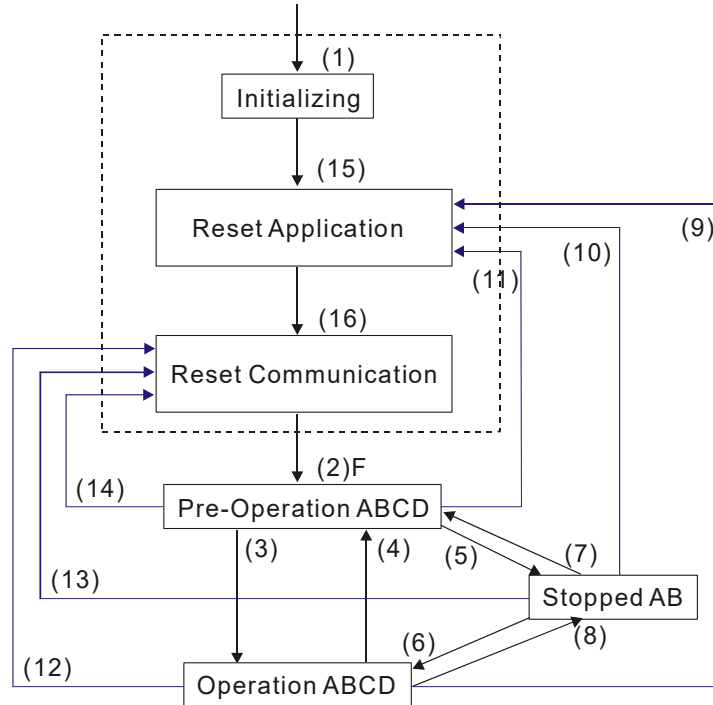 (1)
Initializing
(15)
Reset Application
(9)
(10)
(11)
(16)
Reset Communication
(2)F
(14)
Pre-Operation ABCD
(3)
(4)
(5)
(7)
(13)
Stopped AB
(6)
(8)
(12)
Operation ABCD